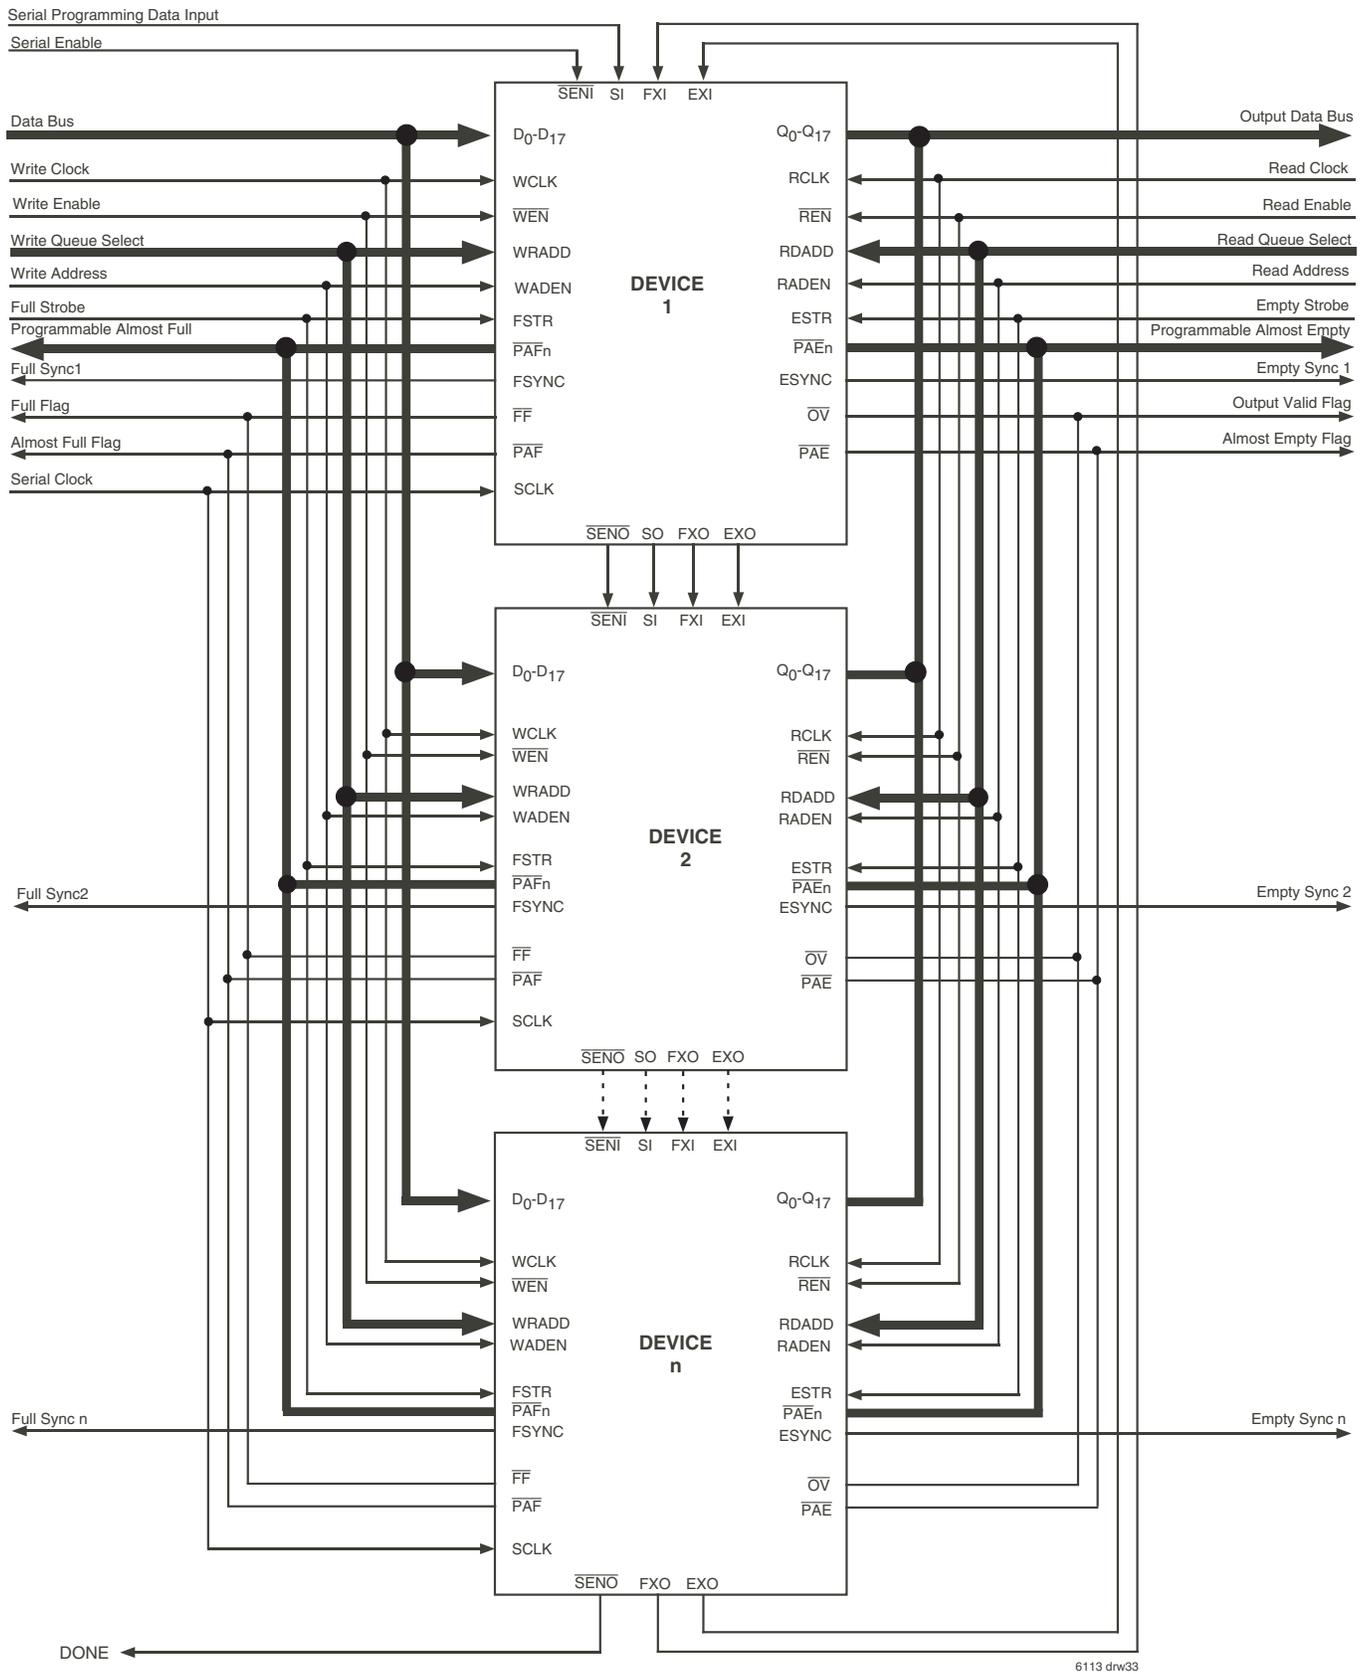 Serial Programming Data Input
Serial Enable
SENI SI FXI EXI
Data Bus D0-D17 Q0-Q17 Output Data Bus
Write Clock WCLK RCLK Read Clock
Write Enable WEN REN Read Enable
Write Queue Select WRADD RDADD Read Queue Select
Write Address WADEN RADEN Read Address
DEVICE
1
Full Strobe FSTR ESTR Empty Strobe
Programmable Almost Full PAFn PAEn Programmable Almost Empty
Full Sync1 FSYNC ESYNC Empty Sync 1
Full Flag FF OV Output Valid Flag
Almost Full Flag PAF PAE Almost Empty Flag
Serial Clock SCLK
SENO SO FXO EXO
SENI SI FXI EXI
D0-D17 Q0-Q17
WCLK RCLK
WEN REN
WRADD RDADD
WADEN RADEN
DEVICE
2
FSTR ESTR
PAFn PAEn
Full Sync2 FSYNC ESYNC Empty Sync 2
FF OV
PAF PAE
SCLK
SENO SO FXO EXO
SENI SI FXI EXI
D0-D17 Q0-Q17
WCLK RCLK
WEN REN
WRADD RDADD
WADEN RADEN
DEVICE
n
FSTR ESTR
PAFn PAEn
Full Sync n FSYNC ESYNC Empty Sync n
FF OV
PAF PAE
SCLK
SENO FXO EXO
DONE
6113 drw33